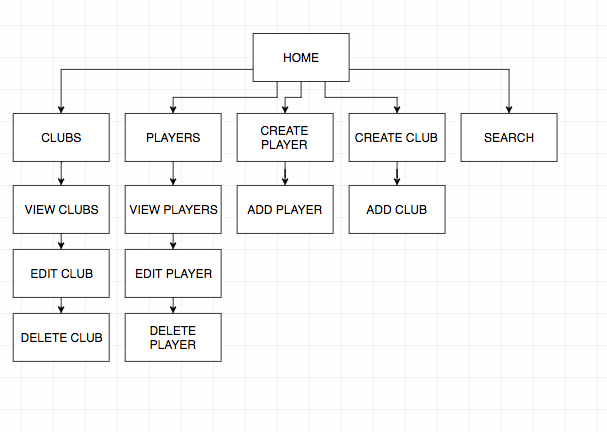 HOME
CLUBS
PLAYERS
CREATE
PLAYER
CREATE CLUB
SEARCH
VIEW CLUBS
VIEW PLAYERS
ADD PLAYER
ADD CLUB
EDIT CLUB
EDIT PLAYER
DELETE CLUB
DELETE
PLAYER